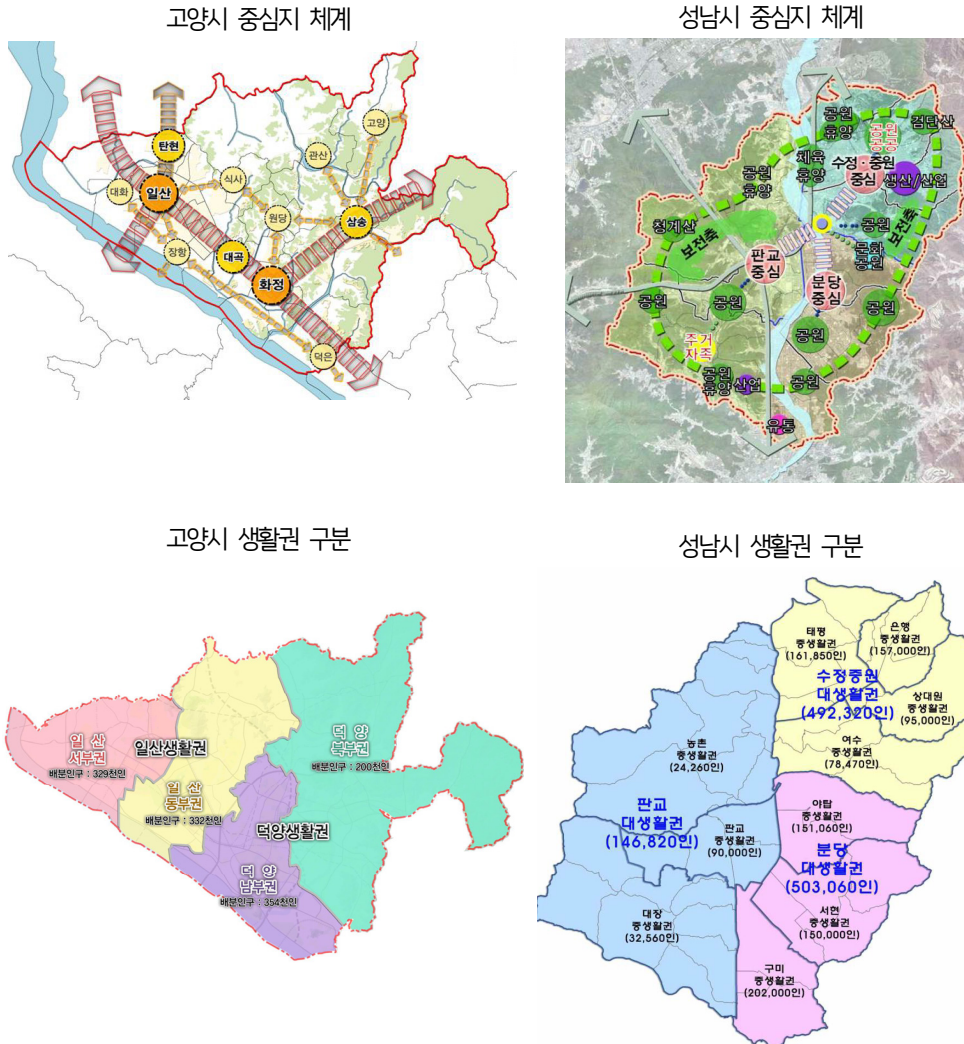 고양시 중심지 체계
성남시 중심지 체계
탄현
일산
대화
식사
장항
대곡
원당
화정
관산
고양
삼송
덕은
공원
휴양
검단산
공원
공공
체육
휴양
수정·중원
중심
생산/산업
공원
휴양
청계산
보전축
공원
보전축
문화
공원
판교
중심
분당
중심
공원
공원
공원
공원
주거
자족
공원
휴양
산업
공원
유통
고양시 생활권 구분
성남시 생활권 구분
일 산
서부권
배분인구 : 329천인
일산생활권
일 산
동부권
배분인구 : 332천인
덕 양
북부권
배분인구 : 200천인
덕양생활권
덕 양
남부권
배분인구 : 354천인
태평
중생활권
(161,850인)
은행
중생활권
(157,000인)
수정중원
대생활권
(492,320인)
상대원
중생활권
(95,000인)
여수
중생활권
(78,470인)
농촌
중생활권
(24,260인)
판교
대생활권
(146,820인)
판교
중생활권
(90,000인)
야탑
중생활권
(151,060인)
분당
대생활권
(503,060인)
서현
중생활권
(150,000인)
대장
중생활권
(32,560인)
구미
중생활권
(202,000인)